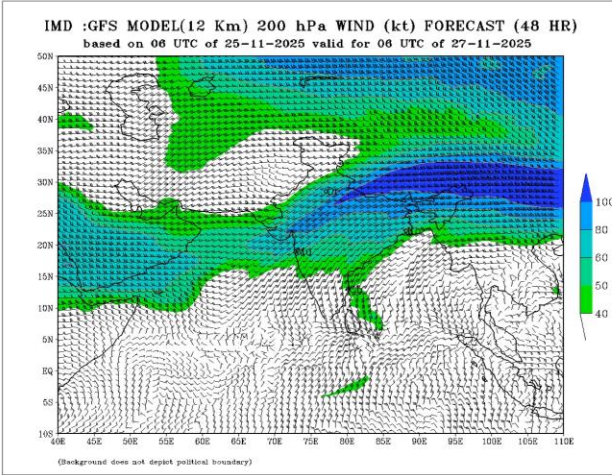 IMD :GFS MODEL(12 Km) 200 hPa WIND (kt) FORECAST (48 HR)
based on 06 UTC of 25-11-2025 valid for 06 UTC of 27-11-2025
50N
45N
40N
35N
30N
25N
20N
15N
10N
5N
EQ
5S
10S
40E 45E 50E 55E 60E 65E 70E 75E 80E 85E 90E 95E 100E 105E 110E
100
80
60
50
40
(Background does not depict political boundary)